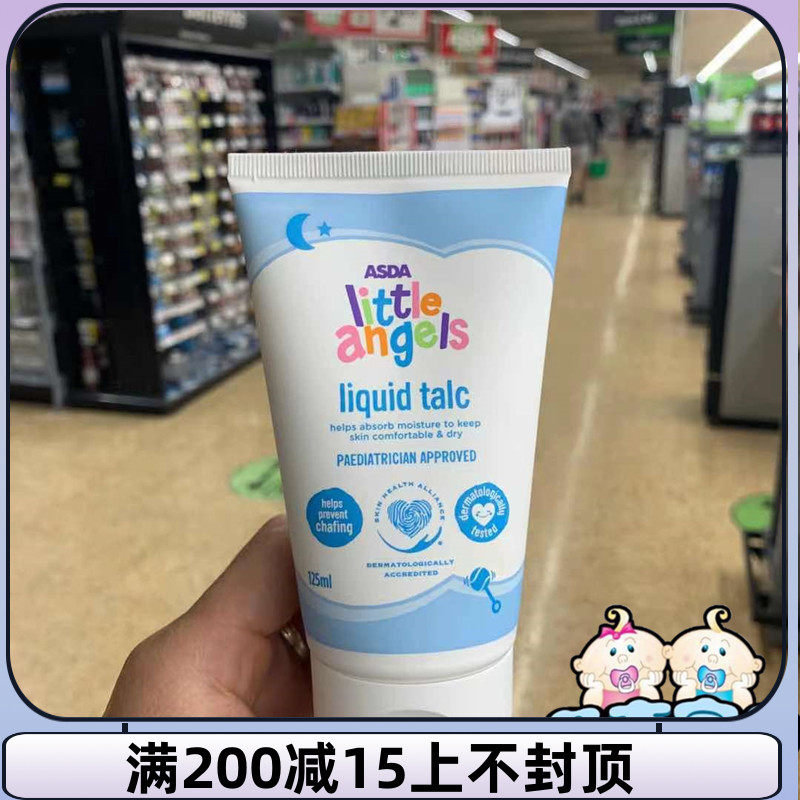 ASDA
little
angels
liquid talc
helps absorb moisture to keep
skin comfortable & dry
PAEDIATRICIAN APPROVED
helps
prevent
chafing
SKIN HEALTH ALLIANCE
DERMATOLOGICALLY
ACCREDITED
dermatologically
tested
125ml
满200减15上不封顶